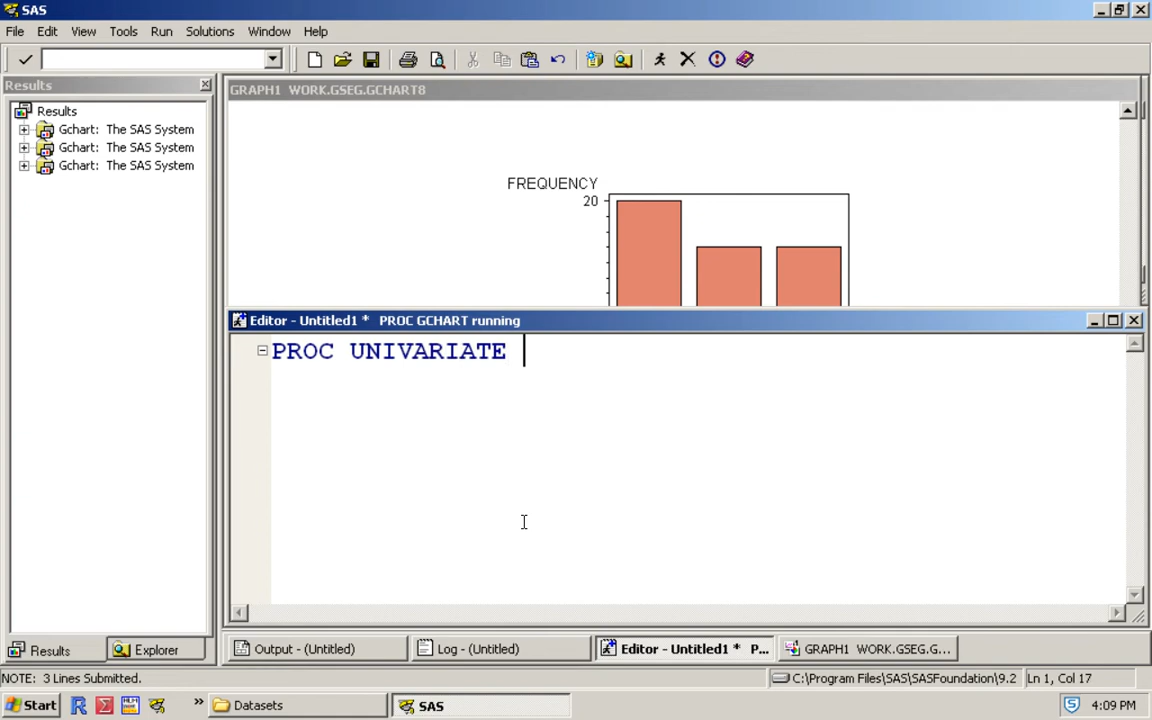 SAS
File Edit View Tools Run Solutions Window Help
Results
Results
Gchart: The SAS System
Gchart: The SAS System
Gchart: The SAS System
GRAPH1 WORK.GSEG.GCHART8
FREQUENCY
20
Editor - Untitled1 * PROC GCHART running
PROC UNIVARIATE
Results Explorer
Output - (Untitled) Log - (Untitled) Editor - Untitled1 * P... GRAPH1 WORK.GSEG.G...
NOTE: 3 Lines Submitted. C:\Program Files\SAS\SASFoundation\9.2 Ln 1, Col 17
Start Datasets SAS 4:09 PM